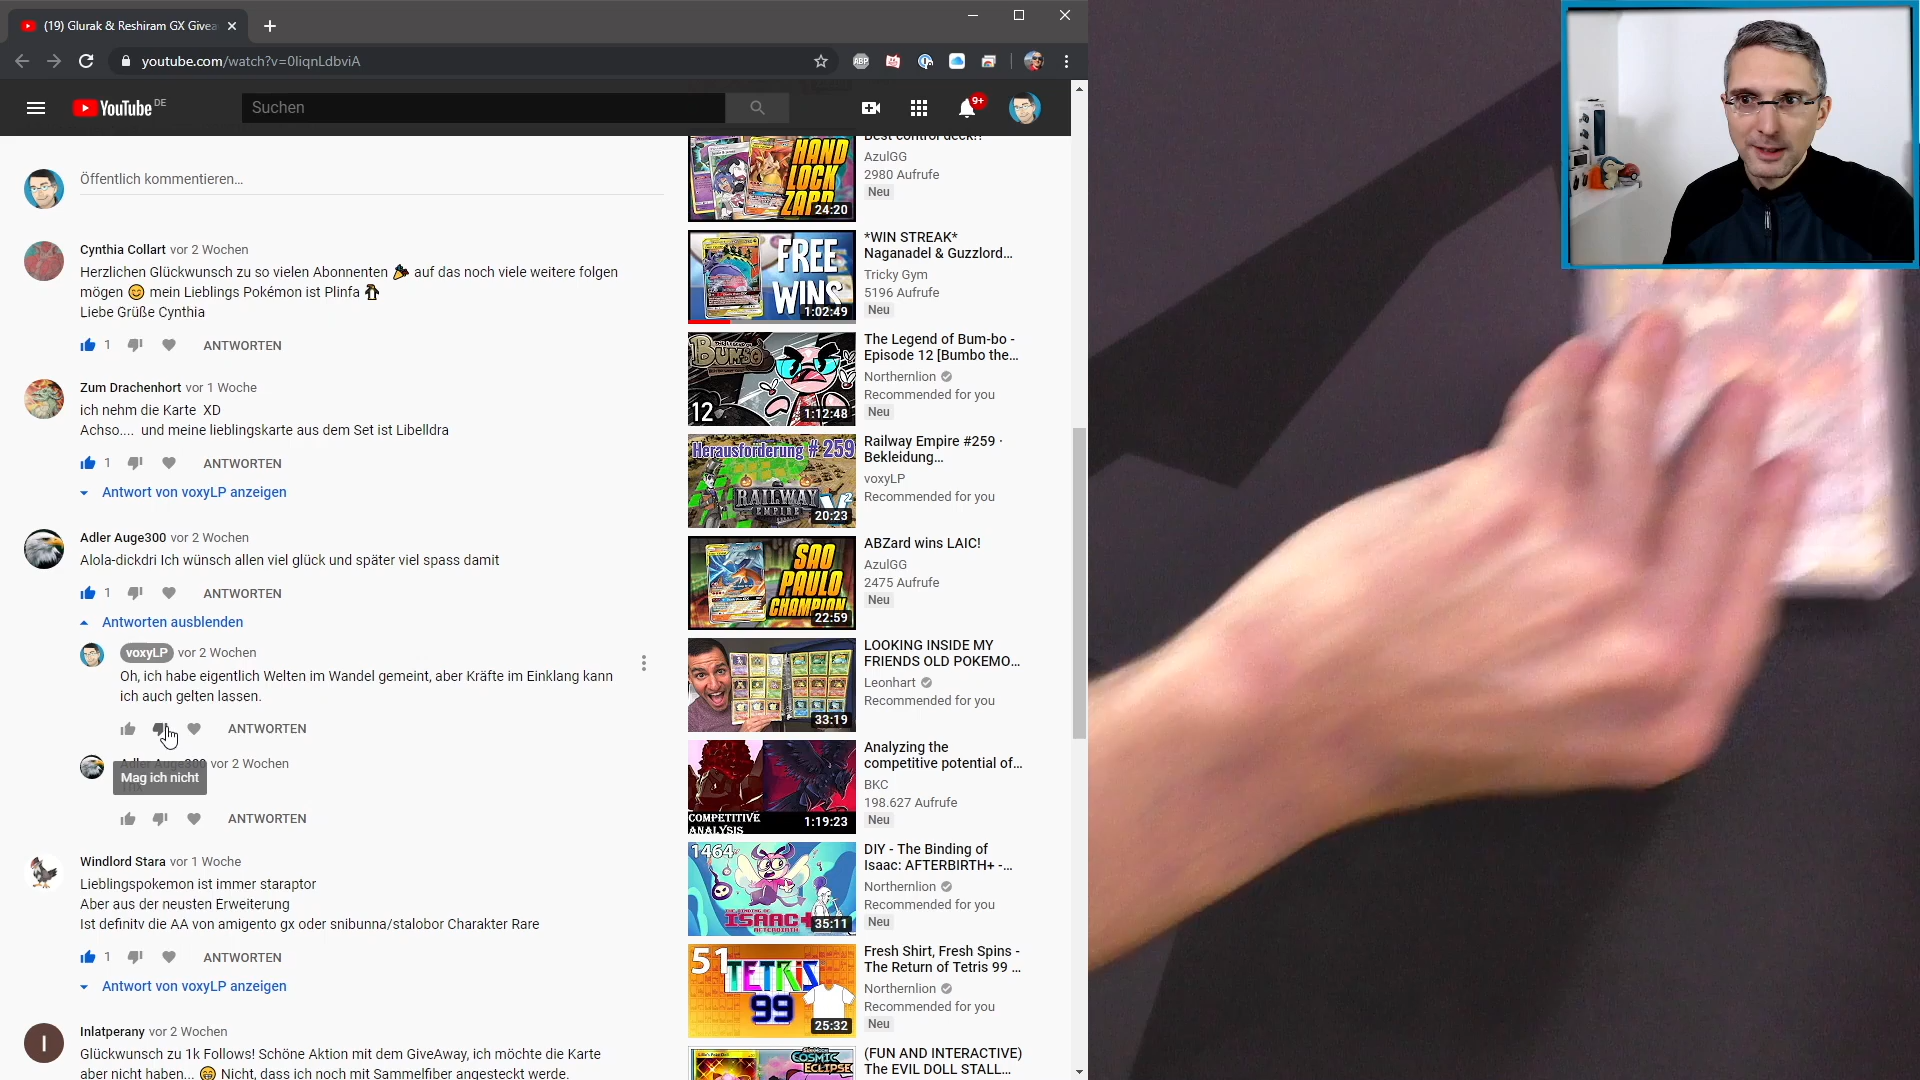 (19) Glurak & Reshiram GX Givea
youtube.com/watch?v=0IiqnLdbviA
ABP
YouTube DE
Suchen
9+
Öffentlich kommentieren...
Cynthia Collart vor 2 Wochen
Herzlichen Glückwunsch zu so vielen Abonnenten 🎉 auf das noch viele weitere folgen
mögen 😊 mein Lieblings Pokémon ist Plinfa 🐧
Liebe Grüße Cynthia
1 ANTWORTEN
Zum Drachenhort vor 1 Woche
ich nehm die Karte XD
Achso.... und meine lieblingskarte aus dem Set ist Libelldra
1 ANTWORTEN
Antwort von voxyLP anzeigen
Adler Auge300 vor 2 Wochen
Alola-dickdri Ich wünsch allen viel glück und später viel spass damit
1 ANTWORTEN
Antworten ausblenden
voxyLP vor 2 Wochen
Oh, ich habe eigentlich Welten im Wandel gemeint, aber Kräfte im Einklang kann
ich auch gelten lassen.
ANTWORTEN
Adler Auge300 vor 2 Wochen
Mag ich nicht
ANTWORTEN
Windlord Stara vor 1 Woche
Lieblingspokemon ist immer staraptor
Aber aus der neusten Erweiterung
Ist definitv die AA von amigento gx oder snibunna/stalobor Charakter Rare
1 ANTWORTEN
Antwort von voxyLP anzeigen
I
Inlatperany vor 2 Wochen
Glückwunsch zu 1k Follows! Schöne Aktion mit dem GiveAway, ich möchte die Karte
aber nicht haben... 😁 Nicht, dass ich noch mit Sammelfiber angesteckt werde.
HAND
LOCK
ZAPD
24:20
Best control deck!!
AzulGG
2980 Aufrufe
Neu
FREE
WINS
1:02:49
*WIN STREAK*
Naganadel & Guzzlord...
Tricky Gym
5196 Aufrufe
Neu
BUMBO
12
1:12:48
The Legend of Bum-bo -
Episode 12 [Bumbo the...
Northernlion
Recommended for you
Neu
Herausforderung # 259
RAILWAY
EMPIRE
20:23
Railway Empire #259 ·
Bekleidung...
voxyLP
Recommended for you
SAO
PAULO
CHAMPION
22:59
ABZard wins LAIC!
AzulGG
2475 Aufrufe
Neu
33:19
LOOKING INSIDE MY
FRIENDS OLD POKEMO...
Leonhart
Recommended for you
COMPETITIVE
ANALYSIS
1:19:23
Analyzing the
competitive potential of...
BKC
198.627 Aufrufe
Neu
1464
THE BINDING OF
ISAAC
AFTERBIRTH
35:11
DIY - The Binding of
Isaac: AFTERBIRTH+ -...
Northernlion
Recommended for you
Neu
51
TETRIS
99
25:32
Fresh Shirt, Fresh Spins -
The Return of Tetris 99 ...
Northernlion
Recommended for you
Neu
COSMIC
ECLIPSE
(FUN AND INTERACTIVE)
The EVIL DOLL STALL...